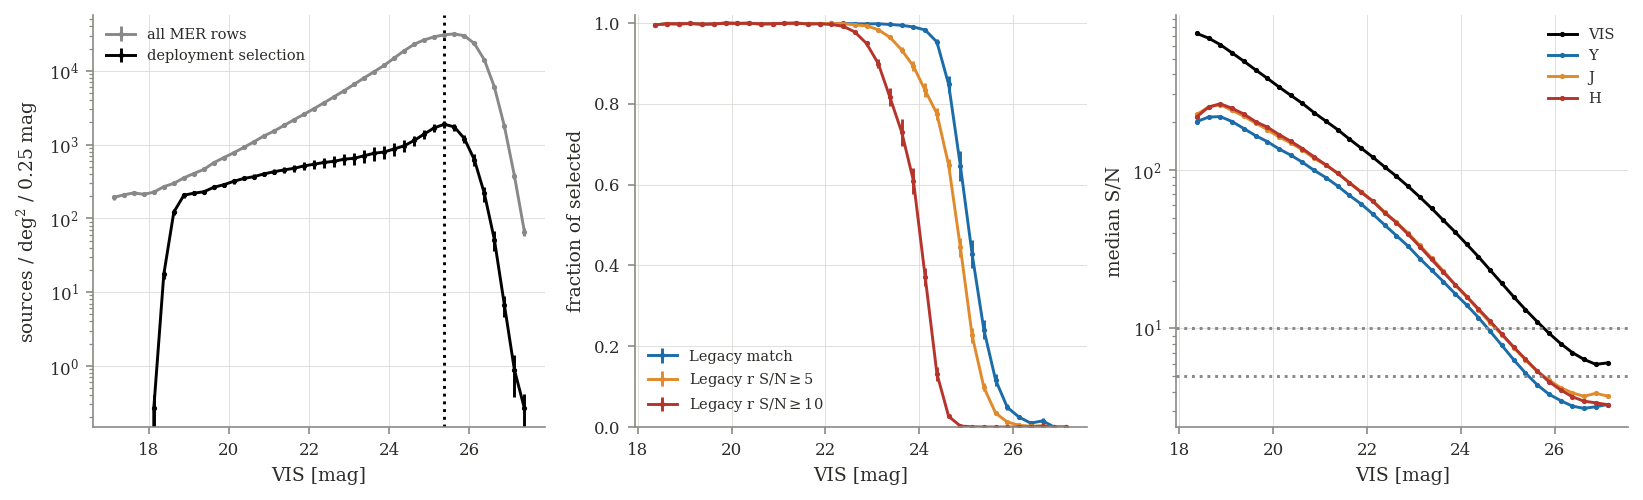 all MER rows
deployment selection
sources / deg² / 0.25 mag
10⁴
10³
10²
10¹
10⁰
18 20 22 24 26
VIS [mag]
fraction of selected
1.0
0.8
0.6
0.4
0.2
0.0
Legacy match
Legacy r S/N ≥ 5
Legacy r S/N ≥ 10
18 20 22 24 26
VIS [mag]
median S/N
10²
10¹
VIS
Y
J
H
18 20 22 24 26
VIS [mag]